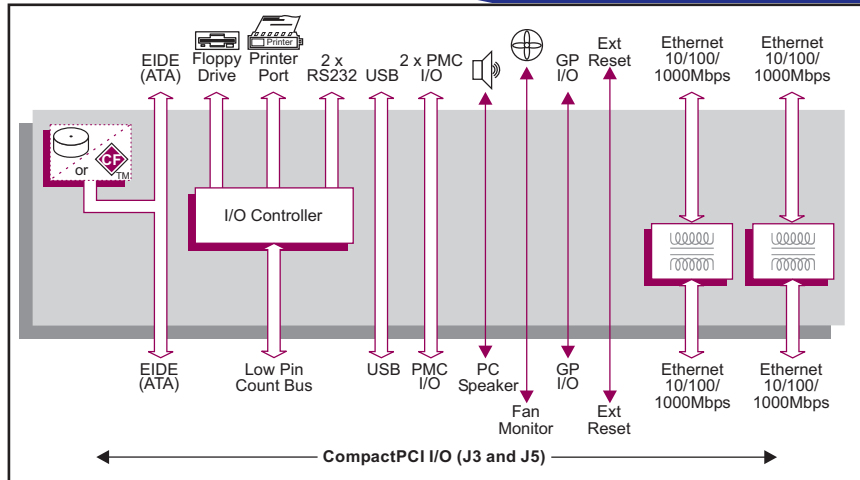 EIDE
(ATA)
Floppy
Drive
Printer
Printer
Port
2 x
RS232
USB
2 x PMC
I/O
GP
I/O
Ext
Reset
Ethernet
10/100/
1000Mbps
Ethernet
10/100/
1000Mbps
or
CF
TM
I/O Controller
EIDE
(ATA)
Low Pin
Count Bus
USB
PMC
I/O
PC
Speaker
Fan
Monitor
GP
I/O
Ext
Reset
Ethernet
10/100/
1000Mbps
Ethernet
10/100/
1000Mbps
CompactPCI I/O (J3 and J5)